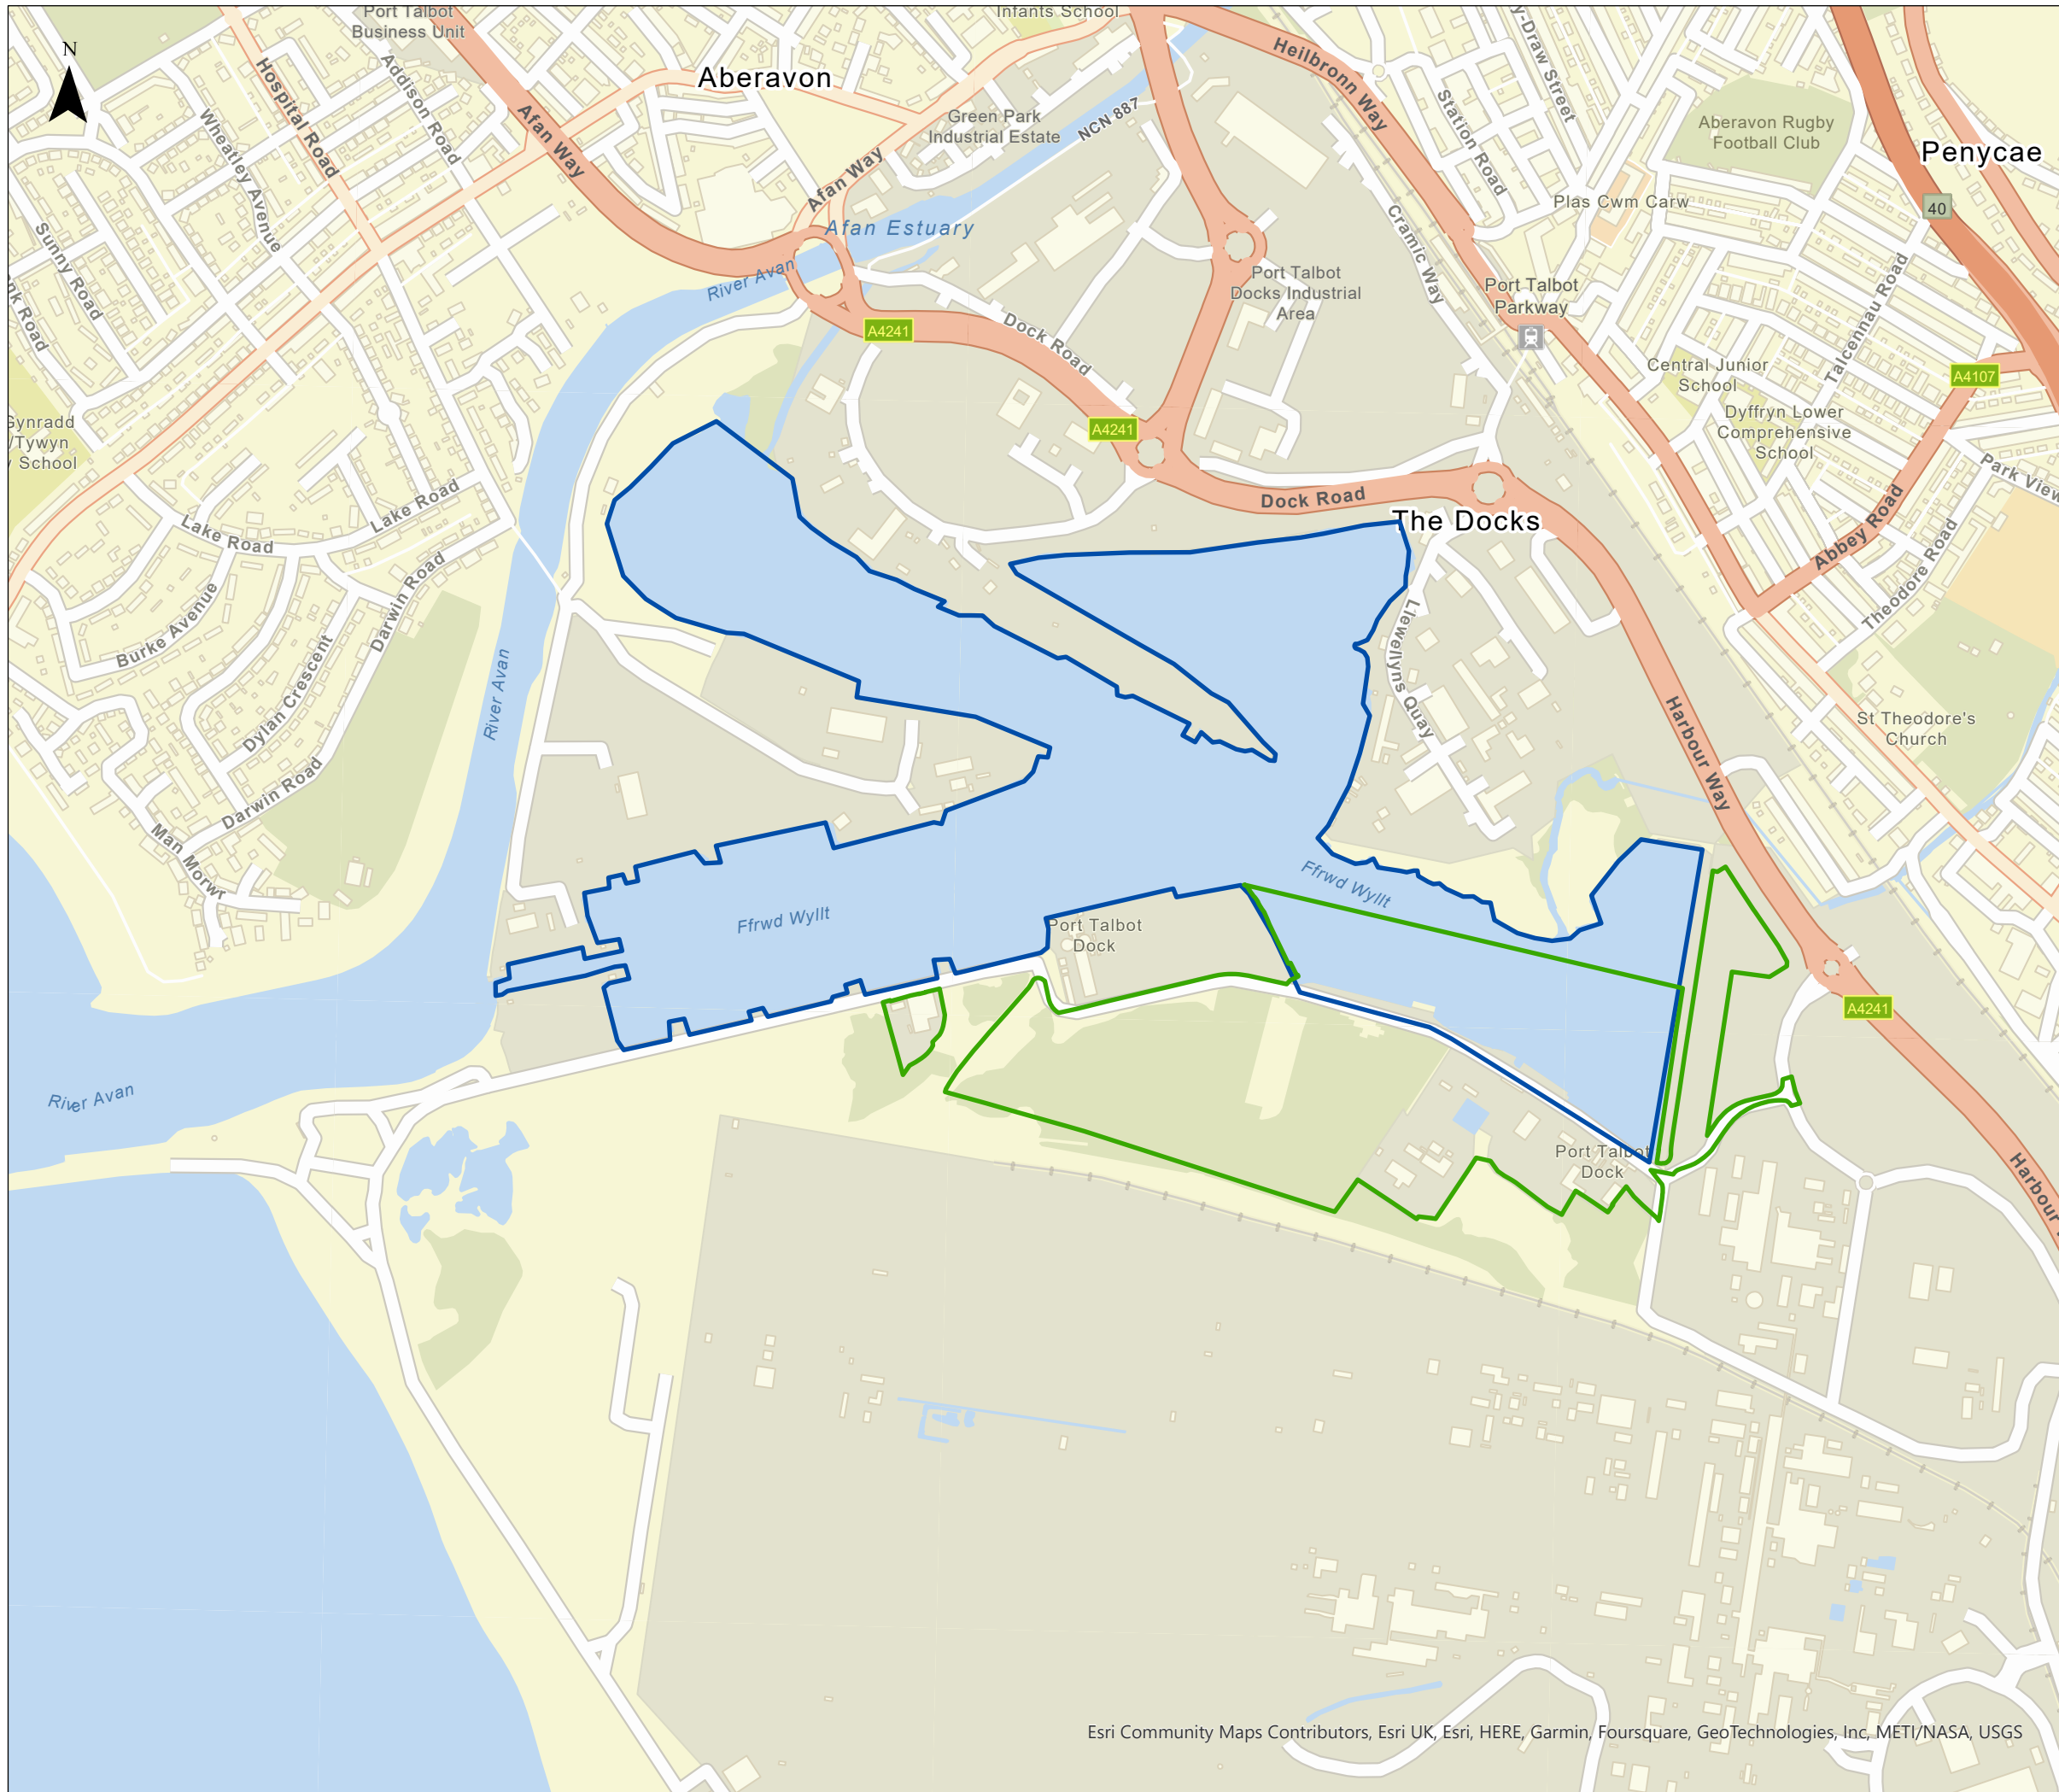 Port Talbot
Business Unit
Infants School
N
Aberavon
Heilbronn Way
Hospital Road
Addison Road
Wheatley Avenue
Afan Way
Green Park
Industrial Estate
NCN 887
Station Road
y-Draw Street
Aberavon Rugby
Football Club
Penycae
40
Plas Cwm Carw
Afan Way
Afan Estuary
Sunny Road
nk Road
River Avan
Cramic Way
Port Talbot
Docks Industrial
Area
Port Talbot
Parkway
A4241
Dock Road
Talcennau Road
Central Junior
School
A4107
Dyffryn Lower
Comprehensive
School
A4241
Gynradd
/Tywyn
y School
Park View
Dock Road
The Docks
Lake Road
Lake Road
Abbey Road
Theodore Road
Burke Avenue
Darwin Road
Dylan Crescent
River Avan
Llewellyns Quay
Harbour Way
St Theodore's
Church
Darwin Road
Man Morwr
Ffrwd Wyllt
Ffrwd Wyllt
Port Talbot
Dock
A4241
River Avan
Port Talbot
Dock
Harbour
Esri Community Maps Contributors, Esri UK, Esri, HERE, Garmin, Foursquare, GeoTechnologies, Inc, METI/NASA, USGS